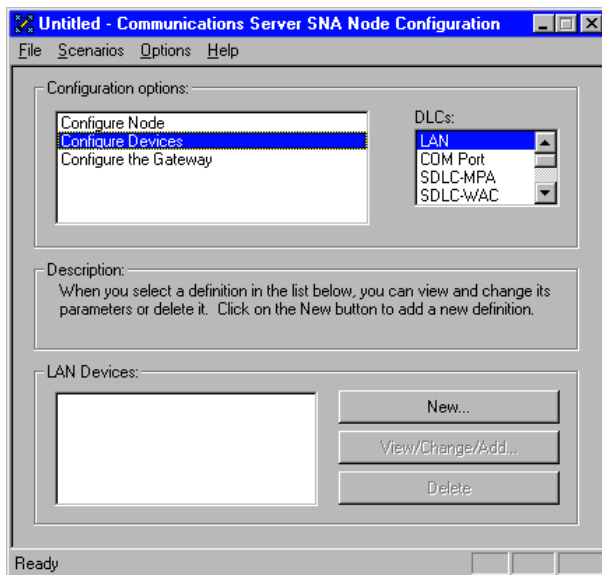 Untitled - Communications Server SNA Node Configuration
File Scenarios Options Help
Configuration options:
Configure Node
Configure Devices
Configure the Gateway
DLCs:
LAN
COM Port
SDLC-MPA
SDLC-WAC
Description:
When you select a definition in the list below, you can view and change its
parameters or delete it. Click on the New button to add a new definition.
LAN Devices:
New...
View/Change/Add...
Delete
Ready